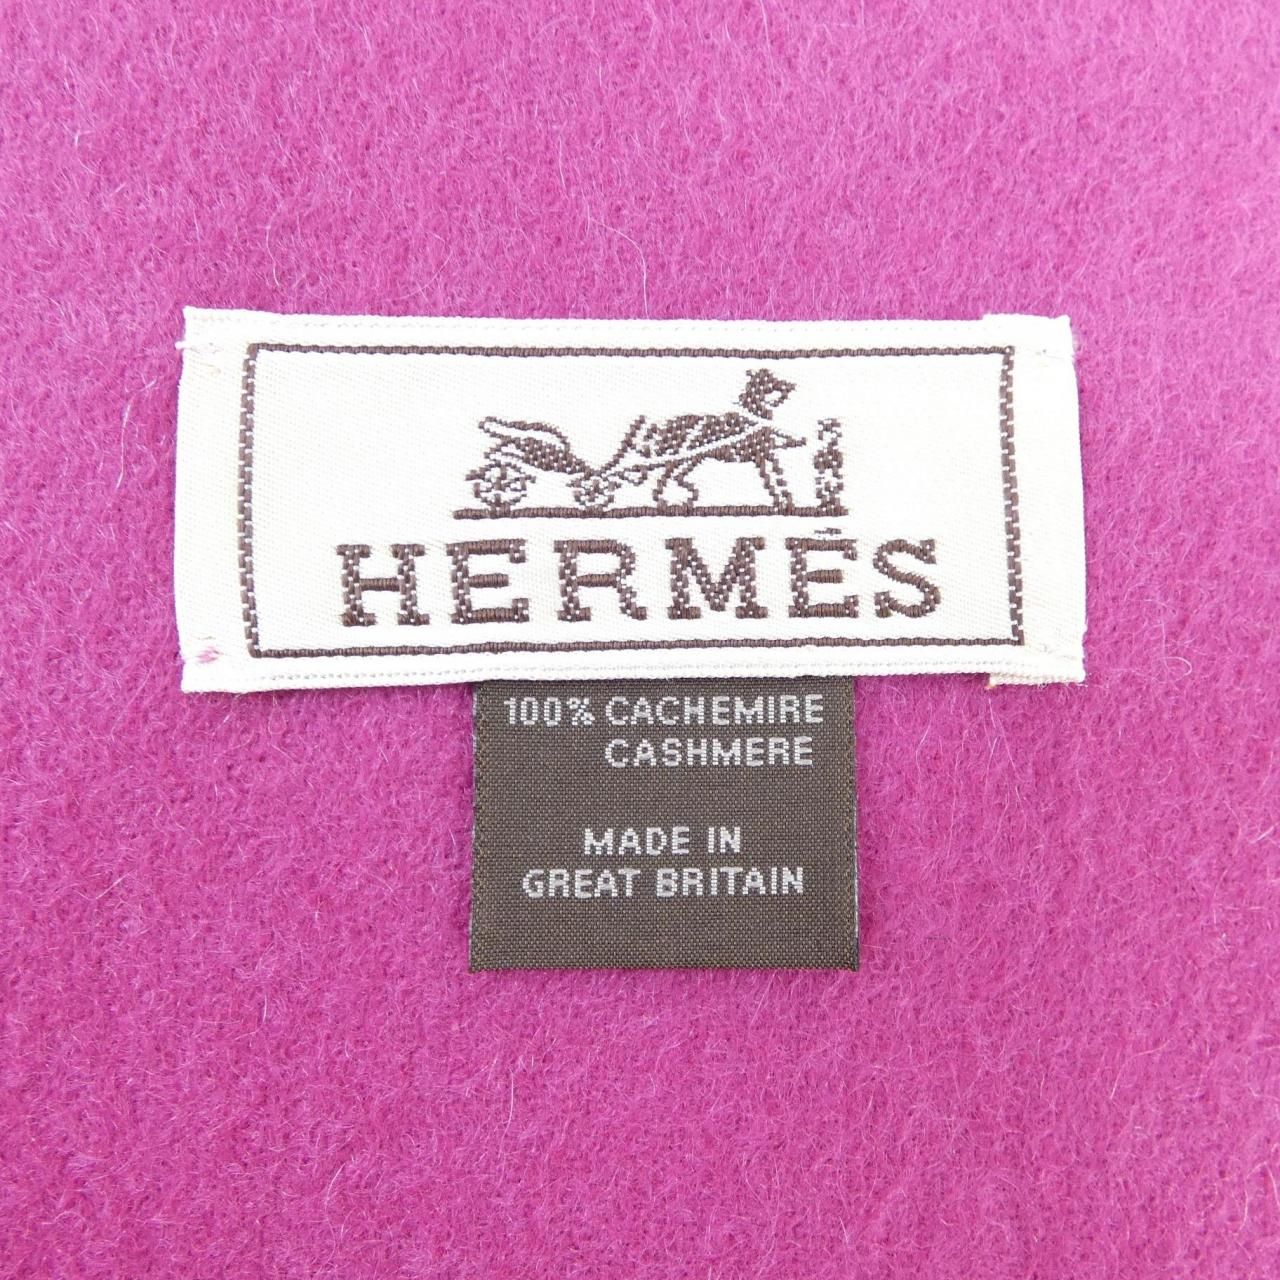 HERMÈS
100% CACHEMIRE
CASHMERE
MADE IN
GREAT BRITAIN